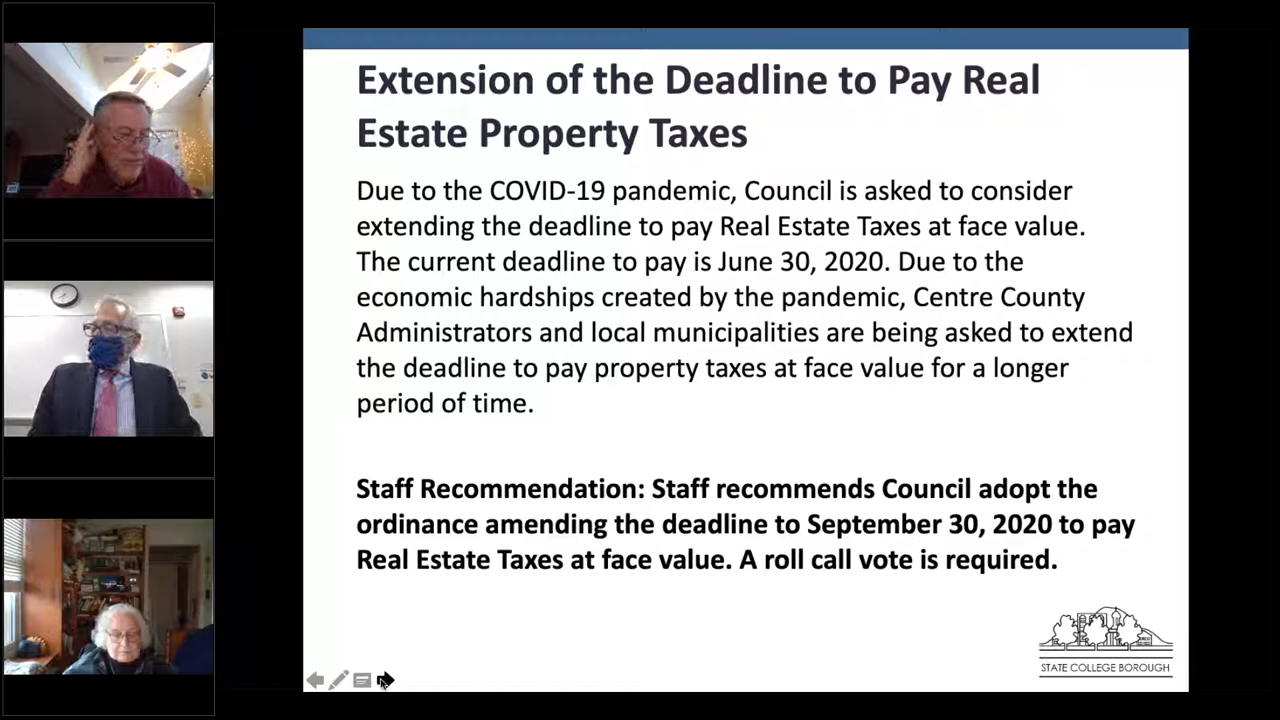 Extension of the Deadline to Pay Real
Estate Property Taxes
Due to the COVID-19 pandemic, Council is asked to consider
extending the deadline to pay Real Estate Taxes at face value.
The current deadline to pay is June 30, 2020. Due to the
economic hardships created by the pandemic, Centre County
Administrators and local municipalities are being asked to extend
the deadline to pay property taxes at face value for a longer
period of time.
Staff Recommendation: Staff recommends Council adopt the
ordinance amending the deadline to September 30, 2020 to pay
Real Estate Taxes at face value. A roll call vote is required.
STATE COLLEGE BOROUGH